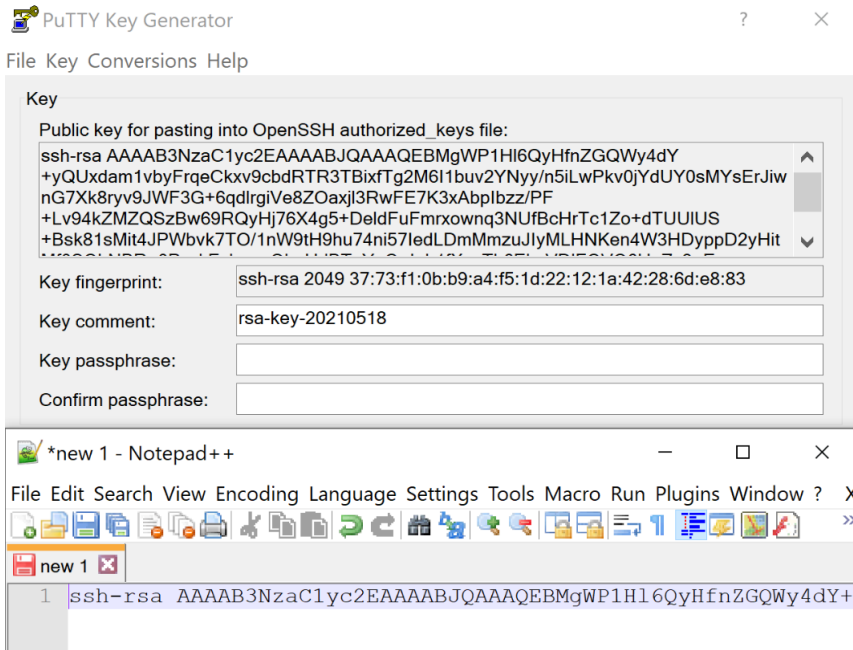 PuTTY Key Generator
?
File Key Conversions Help
Key
Public key for pasting into OpenSSH authorized_keys file:
ssh-rsa AAAAB3NzaC1yc2EAAAABJQAAAQEBMgWP1Hl6QyHfnZGQWy4dY
+yQUxdam1vbyFrqeCkxv9cbdRTR3TBixfTg2M6I1buv2YNyy/n5iLwPkv0jYdUY0sMYsErJiw
nG7Xk8ryv9JWF3G+6qdlrgiVe8ZOaxjl3RwFE7K3xAbpIbzz/PF
+Lv94kZMZQSzBw69RQyHj76X4g5+DeldFuFmrxownq3NUfBcHrTc1Zo+dTUUlUS
+Bsk81sMit4JPWbvk7TO/1nW9tH9hu74ni57IedLDmMmzuJIyMLHNKen4W3HDyppD2yHit
Key fingerprint:
ssh-rsa 2049 37:73:f1:0b:b9:a4:f5:1d:22:12:1a:42:28:6d:e8:83
Key comment:
rsa-key-20210518
Key passphrase:
Confirm passphrase:
*new 1 - Notepad++
File Edit Search View Encoding Language Settings Tools Macro Run Plugins Window ? X
new 1
1 ssh-rsa AAAAB3NzaC1yc2EAAAABJQAAAQEBMgWP1Hl6QyHfnZGQWy4dY+